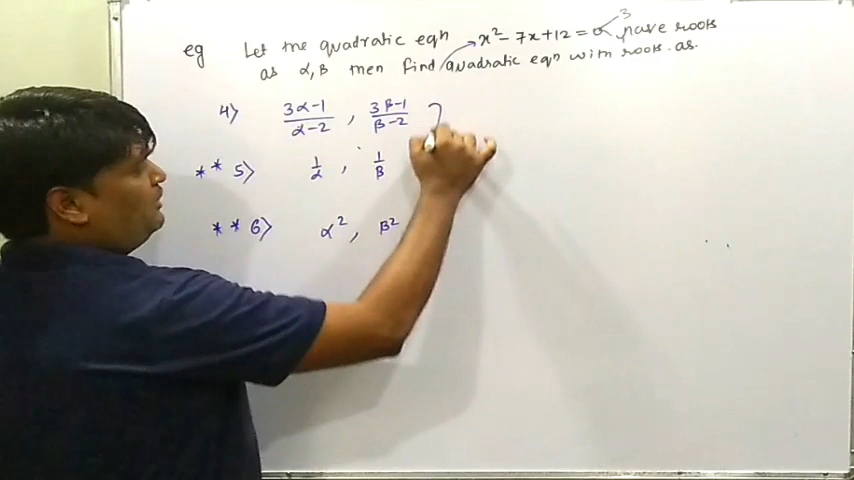 eg Let the quadratic eqn x² - 7x + 12 = 0 have roots 3
as α, β then find quadratic eqn with roots as.
4) 3α-1/α-2 , 3β-1/β-2
** 5) 1/α , 1/β
** 6) α² , β²